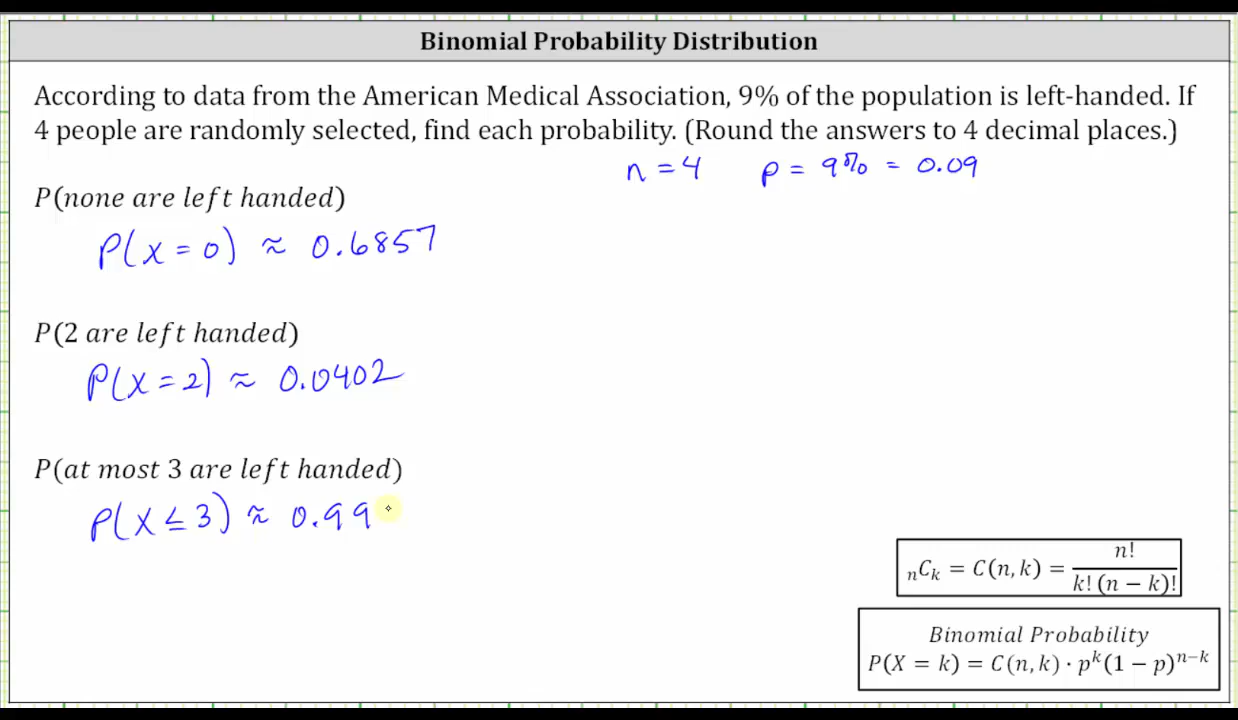 Binomial Probability Distribution
According to data from the American Medical Association, 9% of the population is left-handed. If
4 people are randomly selected, find each probability. (Round the answers to 4 decimal places.)
n = 4 p = 9% = 0.09
P(none are left handed)
P(X = 0) ≈ 0.6857
P(2 are left handed)
P(X = 2) ≈ 0.0402
P(at most 3 are left handed)
P(X ≤ 3) ≈ 0.99
nCk = C(n, k) = n! / k! (n − k)!
Binomial Probability
P(X = k) = C(n, k) · p^k(1 − p)^n−k